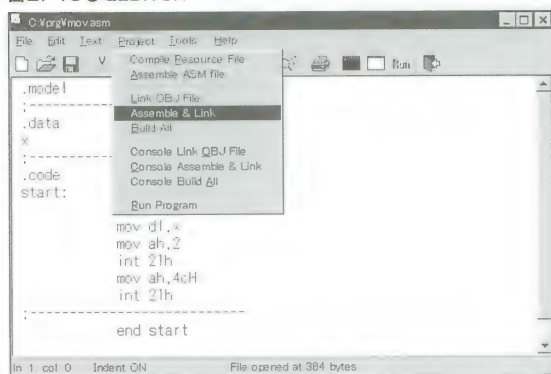 C:¥prg¥mov.asm
File Edit Text Project Tools Help
Run
Compile Resource File
Assemble ASM file
Link OBJ File
Assemble & Link
Build All
Console Link OBJ File
Console Assemble & Link
Console Build All
Run Program
.model
;
.data
x
;
.code
start:
mov dl,x
mov ah,2
int 21h
mov ah,4cH
int 21h
;
end start
ln 1 col 0 Indent ON File opened at 384 bytes